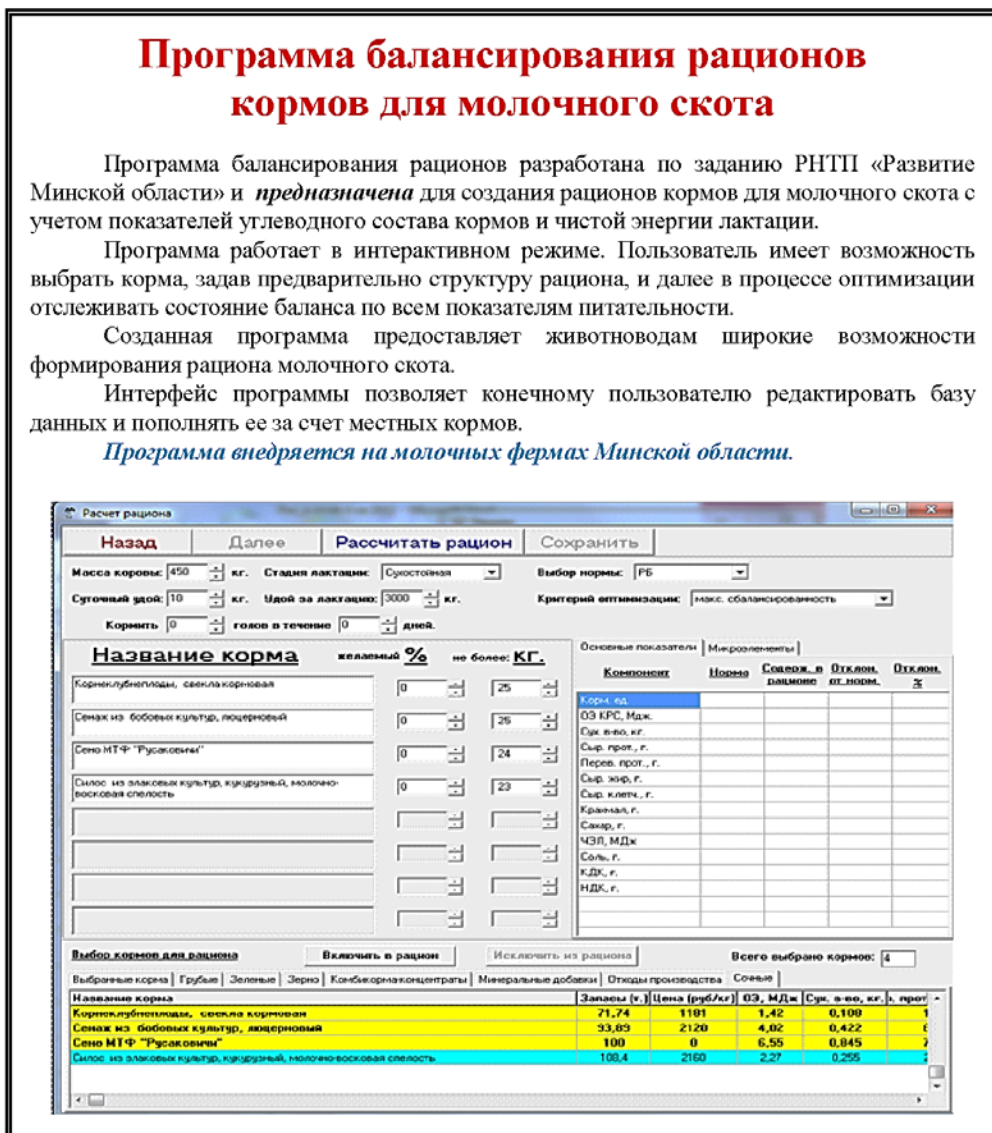 Программа балансирования рационов
кормов для молочного скота
Программа балансирования рационов разработана по заданию РНТП «Развитие
Минской области» и предназначена для создания рационов кормов для молочного скота с
учетом показателей углеводного состава кормов и чистой энергии лактации.
Программа работает в интерактивном режиме. Пользователь имеет возможность
выбрать корма, задав предварительно структуру рациона, и далее в процессе оптимизации
отслеживать состояние баланса по всем показателям питательности.
Созданная программа предоставляет животноводам широкие возможности
формирования рациона молочного скота.
Интерфейс программы позволяет конечному пользователю редактировать базу
данных и пополнять ее за счет местных кормов.
Программа внедряется на молочных фермах Минской области.
Расчет рациона
Назад Далее Рассчитать рацион Сохранить
Масса коровы: 450 кг. Стадия лактации: Сухостойная Выбор нормы: РБ
Суточный удой: 10 кг. Удой за лактацию: 3000 кг. Критерий оптимизации: макс. сбалансированность
Кормить 0 голов в течение 0 дней.
Название корма желаемый % не более: КГ.
Корнеклубнеплоды, свекла кормовая 0 25
Сенаж из бобовых культур, люцерновый 0 25
Сено МТФ "Русаковичи" 0 24
Силос из злаковых культур, кукурузный, молочно-
восковая спелость 0 23
Основные показатели Микроэлементы
Компонент Норма Содерж. в рационе Отклон. от норм. Отклон. %
Корм. ед.
ОЭ КРС, Мдж.
Сух. в-во, кг.
Сыр. прот., г.
Перев. прот., г.
Сыр. жир, г.
Сыр. клетч., г.
Крахмал, г.
Сахар, г.
ЧЭЛ, МДж
Соль, г.
КДК, г.
НДК, г.
Выбор кормов для рациона Включить в рацион Исключить из рациона Всего выбрано кормов: 4
Выбранные корма Грубые Зеленые Зерно Комбикорма-концентраты Минеральные добавки Отходы производства Сочные
Название корма Запасы (т.) Цена (руб/кг) ОЭ, МДж Сух. в-во, кг. прот
Корнеклубнеплоды, свекла кормовая 71,74 1181 1,42 0,108 1
Сенаж из бобовых культур, люцерновый 93,89 2120 4,02 0,422
Сено МТФ "Русаковичи" 100 0 6,55 0,845 7
Силос из злаковых культур, кукурузный, молочно-восковая спелость 108,4 2160 2,27 0,255 2